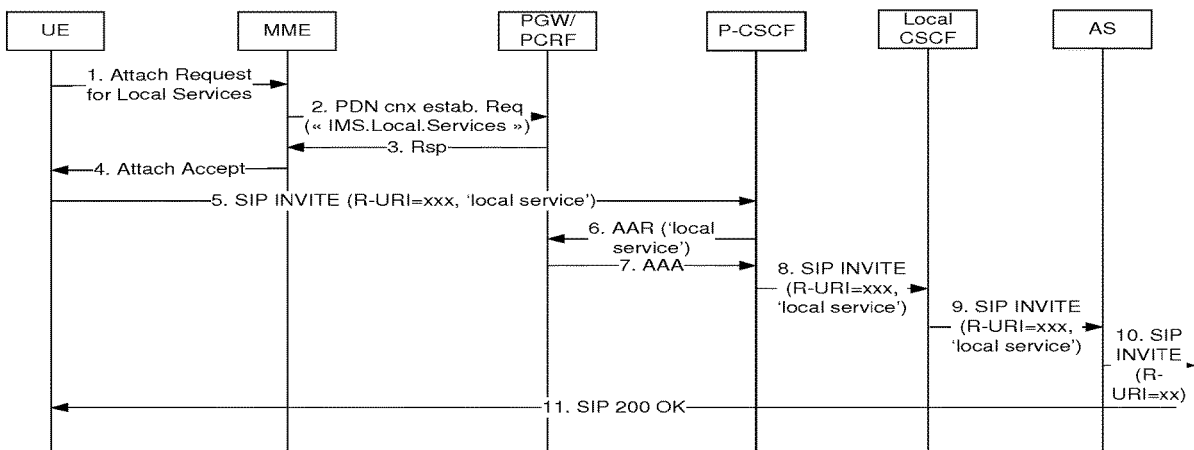 UE
MME
PGW/
PCRF
P-CSCF
Local
CSCF
AS
1. Attach Request
for Local Services
2. PDN cnx estab. Req
(« IMS.Local.Services »)
3. Rsp
4. Attach Accept
5. SIP INVITE (R-URI=xxx, ‘local service’)
6. AAR (‘local
service’)
7. AAA
8. SIP INVITE
(R-URI=xxx,
‘local service’)
9. SIP INVITE
(R-URI=xxx,
‘local service’)
10. SIP
INVITE
(R-
URI=xx)
11. SIP 200 OK